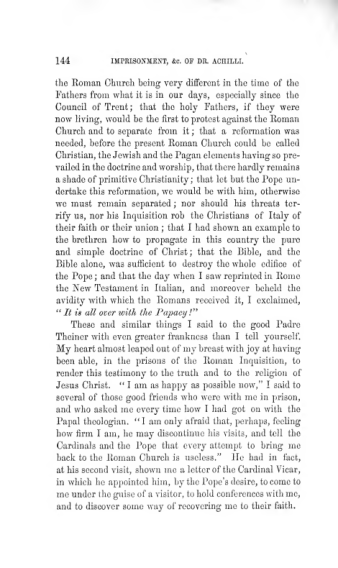 144 IMPRISONMENT, &c. OF DR. ACHILLI.
the Roman Church being very different in the time of the
Fathers from what it is in our days, especially since the
Council of Trent; that the holy Fathers, if they were
now living, would be the first to protest against the Roman
Church and to separate from it; that a reformation was
needed, before the present Roman Church could be called
Christian, the Jewish and the Pagan elements having so pre-
vailed in the doctrine and worship, that there hardly remains
a shade of primitive Christianity; that let but the Pope un-
dertake this reformation, we would be with him, otherwise
we must remain separated; nor should his threats ter-
rify us, nor his Inquisition rob the Christians of Italy of
their faith or their union; that I had shown an example to
the brethren how to propagate in this country the pure
and simple doctrine of Christ; that the Bible, and the
Bible alone, was sufficient to destroy the whole edifice of
the Pope; and that the day when I saw reprinted in Rome
the New Testament in Italian, and moreover beheld the
avidity with which the Romans received it, I exclaimed,
"It is all over with the Papacy!"
These and similar things I said to the good Padre
Theiner with even greater frankness than I tell yourself.
My heart almost leaped out of my breast with joy at having
been able, in the prisons of the Roman Inquisition, to
render this testimony to the truth and to the religion of
Jesus Christ. "I am as happy as possible now," I said to
several of those good friends who were with me in prison,
and who asked me every time how I had got on with the
Papal theologian. "I am only afraid that, perhaps, feeling
how firm I am, he may discontinue his visits, and tell the
Cardinals and the Pope that every attempt to bring me
back to the Roman Church is useless." He had in fact,
at his second visit, shown me a letter of the Cardinal Vicar,
in which he appointed him, by the Pope's desire, to come to
me under the guise of a visitor, to hold conferences with me,
and to discover some way of recovering me to their faith.